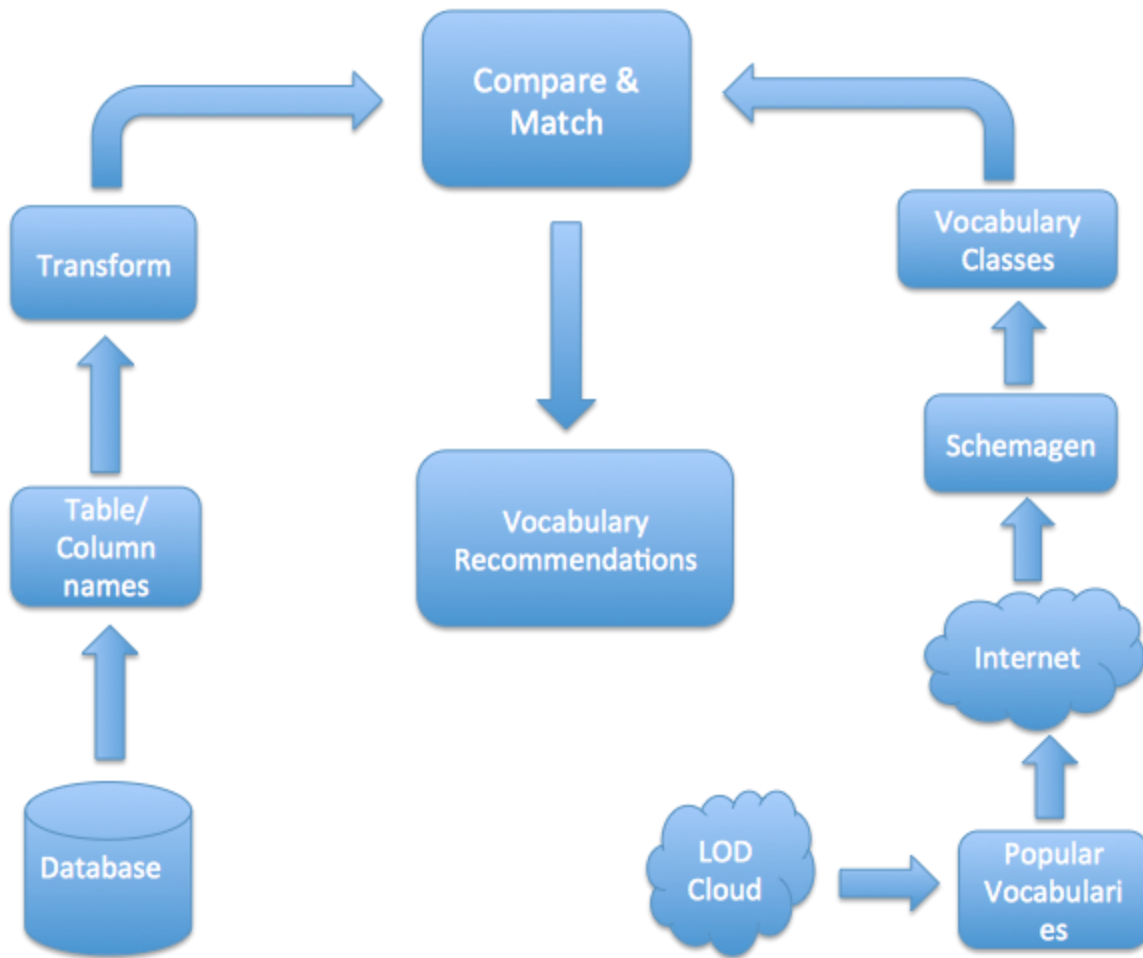 Compare &
Match
Transform
Vocabulary
Classes
Schemagen
Table/
Column
names
Vocabulary
Recommendations
Internet
Database
LOD
Cloud
Popular
Vocabulari
es